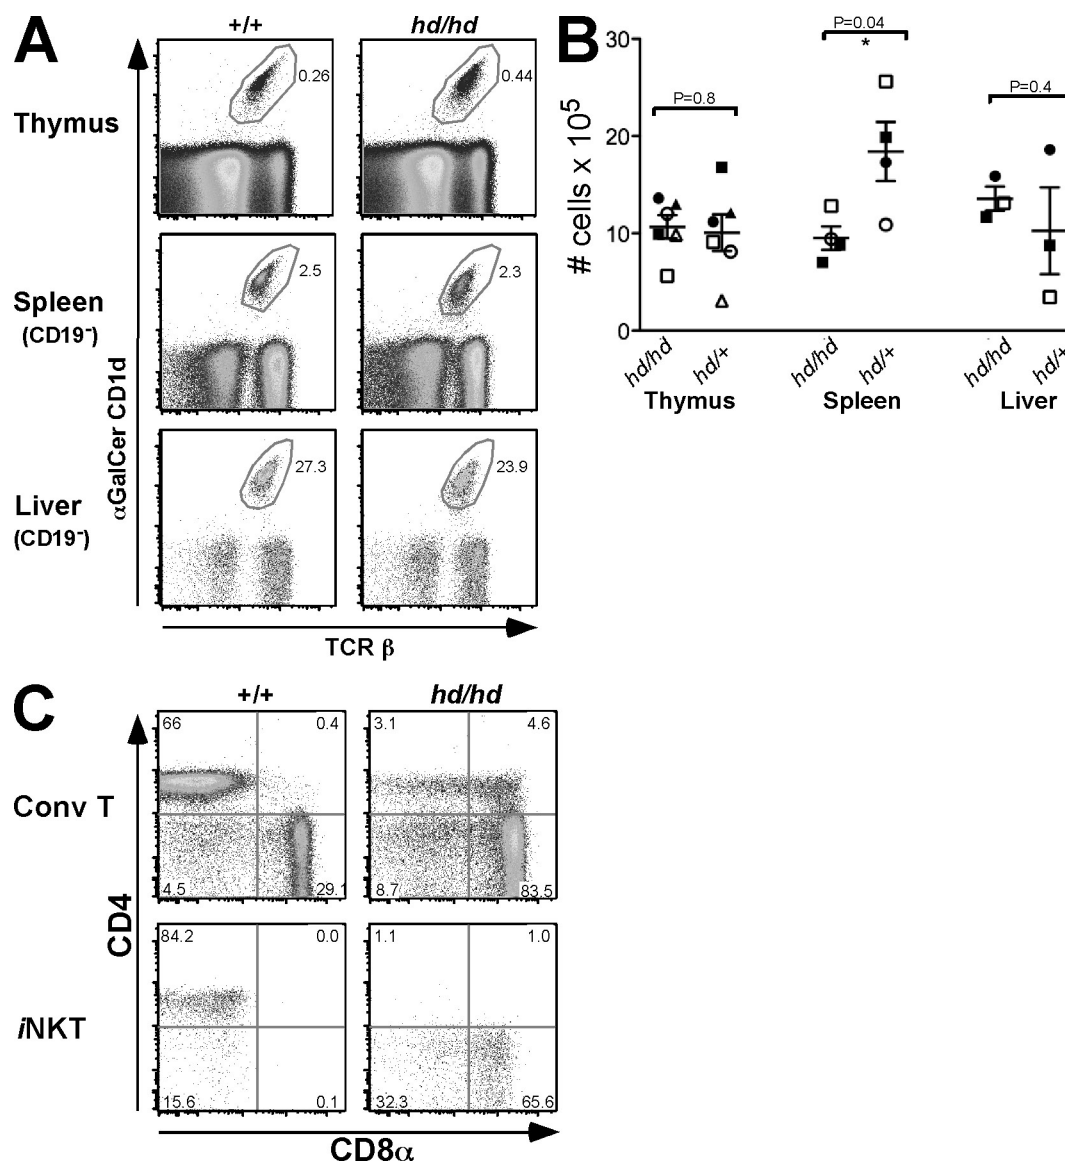 A
+/+
hd/hd
Thymus
0.26
0.44
Spleen
(CD19⁻)
2.5
2.3
Liver
(CD19⁻)
27.3
23.9
αGalCer CD1d
TCR β
B
# cells x 10⁵
30
20
10
0
P=0.8
P=0.04
*
P=0.4
hd/hd
hd/+
hd/hd
hd/+
hd/hd
hd/+
Thymus
Spleen
Liver
C
+/+
hd/hd
Conv T
66
0.4
4.5
29.1
3.1
4.6
8.7
83.5
iNKT
84.2
0.0
15.6
0.1
1.1
1.0
32.3
65.6
CD4
CD8α